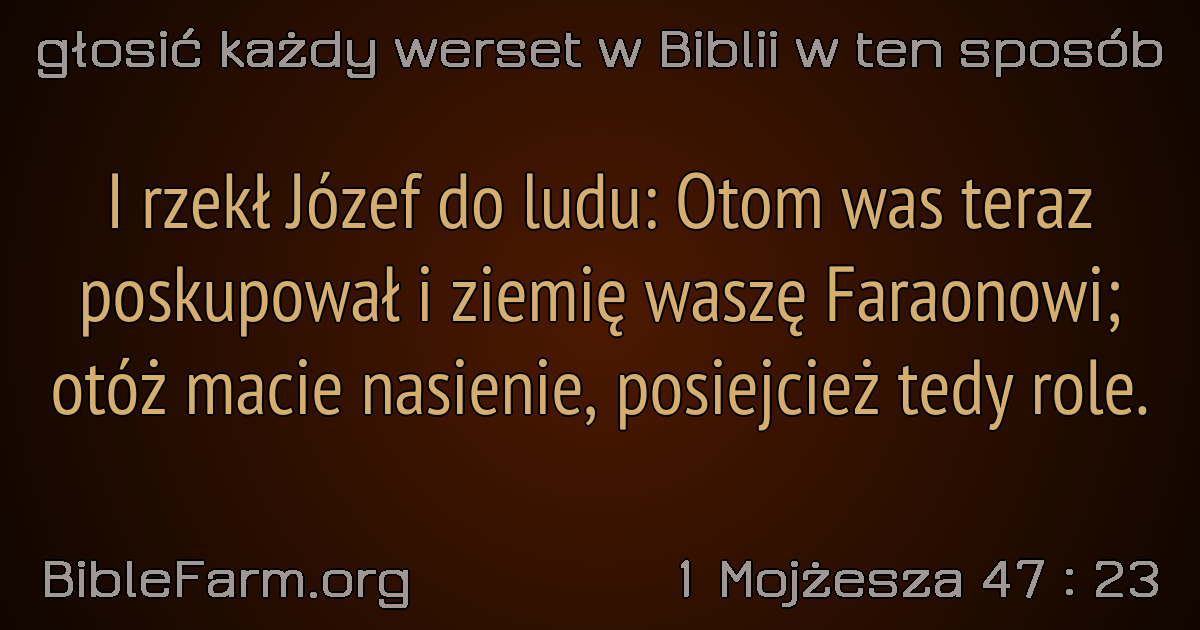 głosić każdy werset w Biblii w ten sposób
I rzekł Józef do ludu: Otom was teraz
poskupował i ziemię waszę Faraonowi;
otóż macie nasienie, posiejcież tedy role.
BibleFarm.org
1 Mojżesza 47 : 23